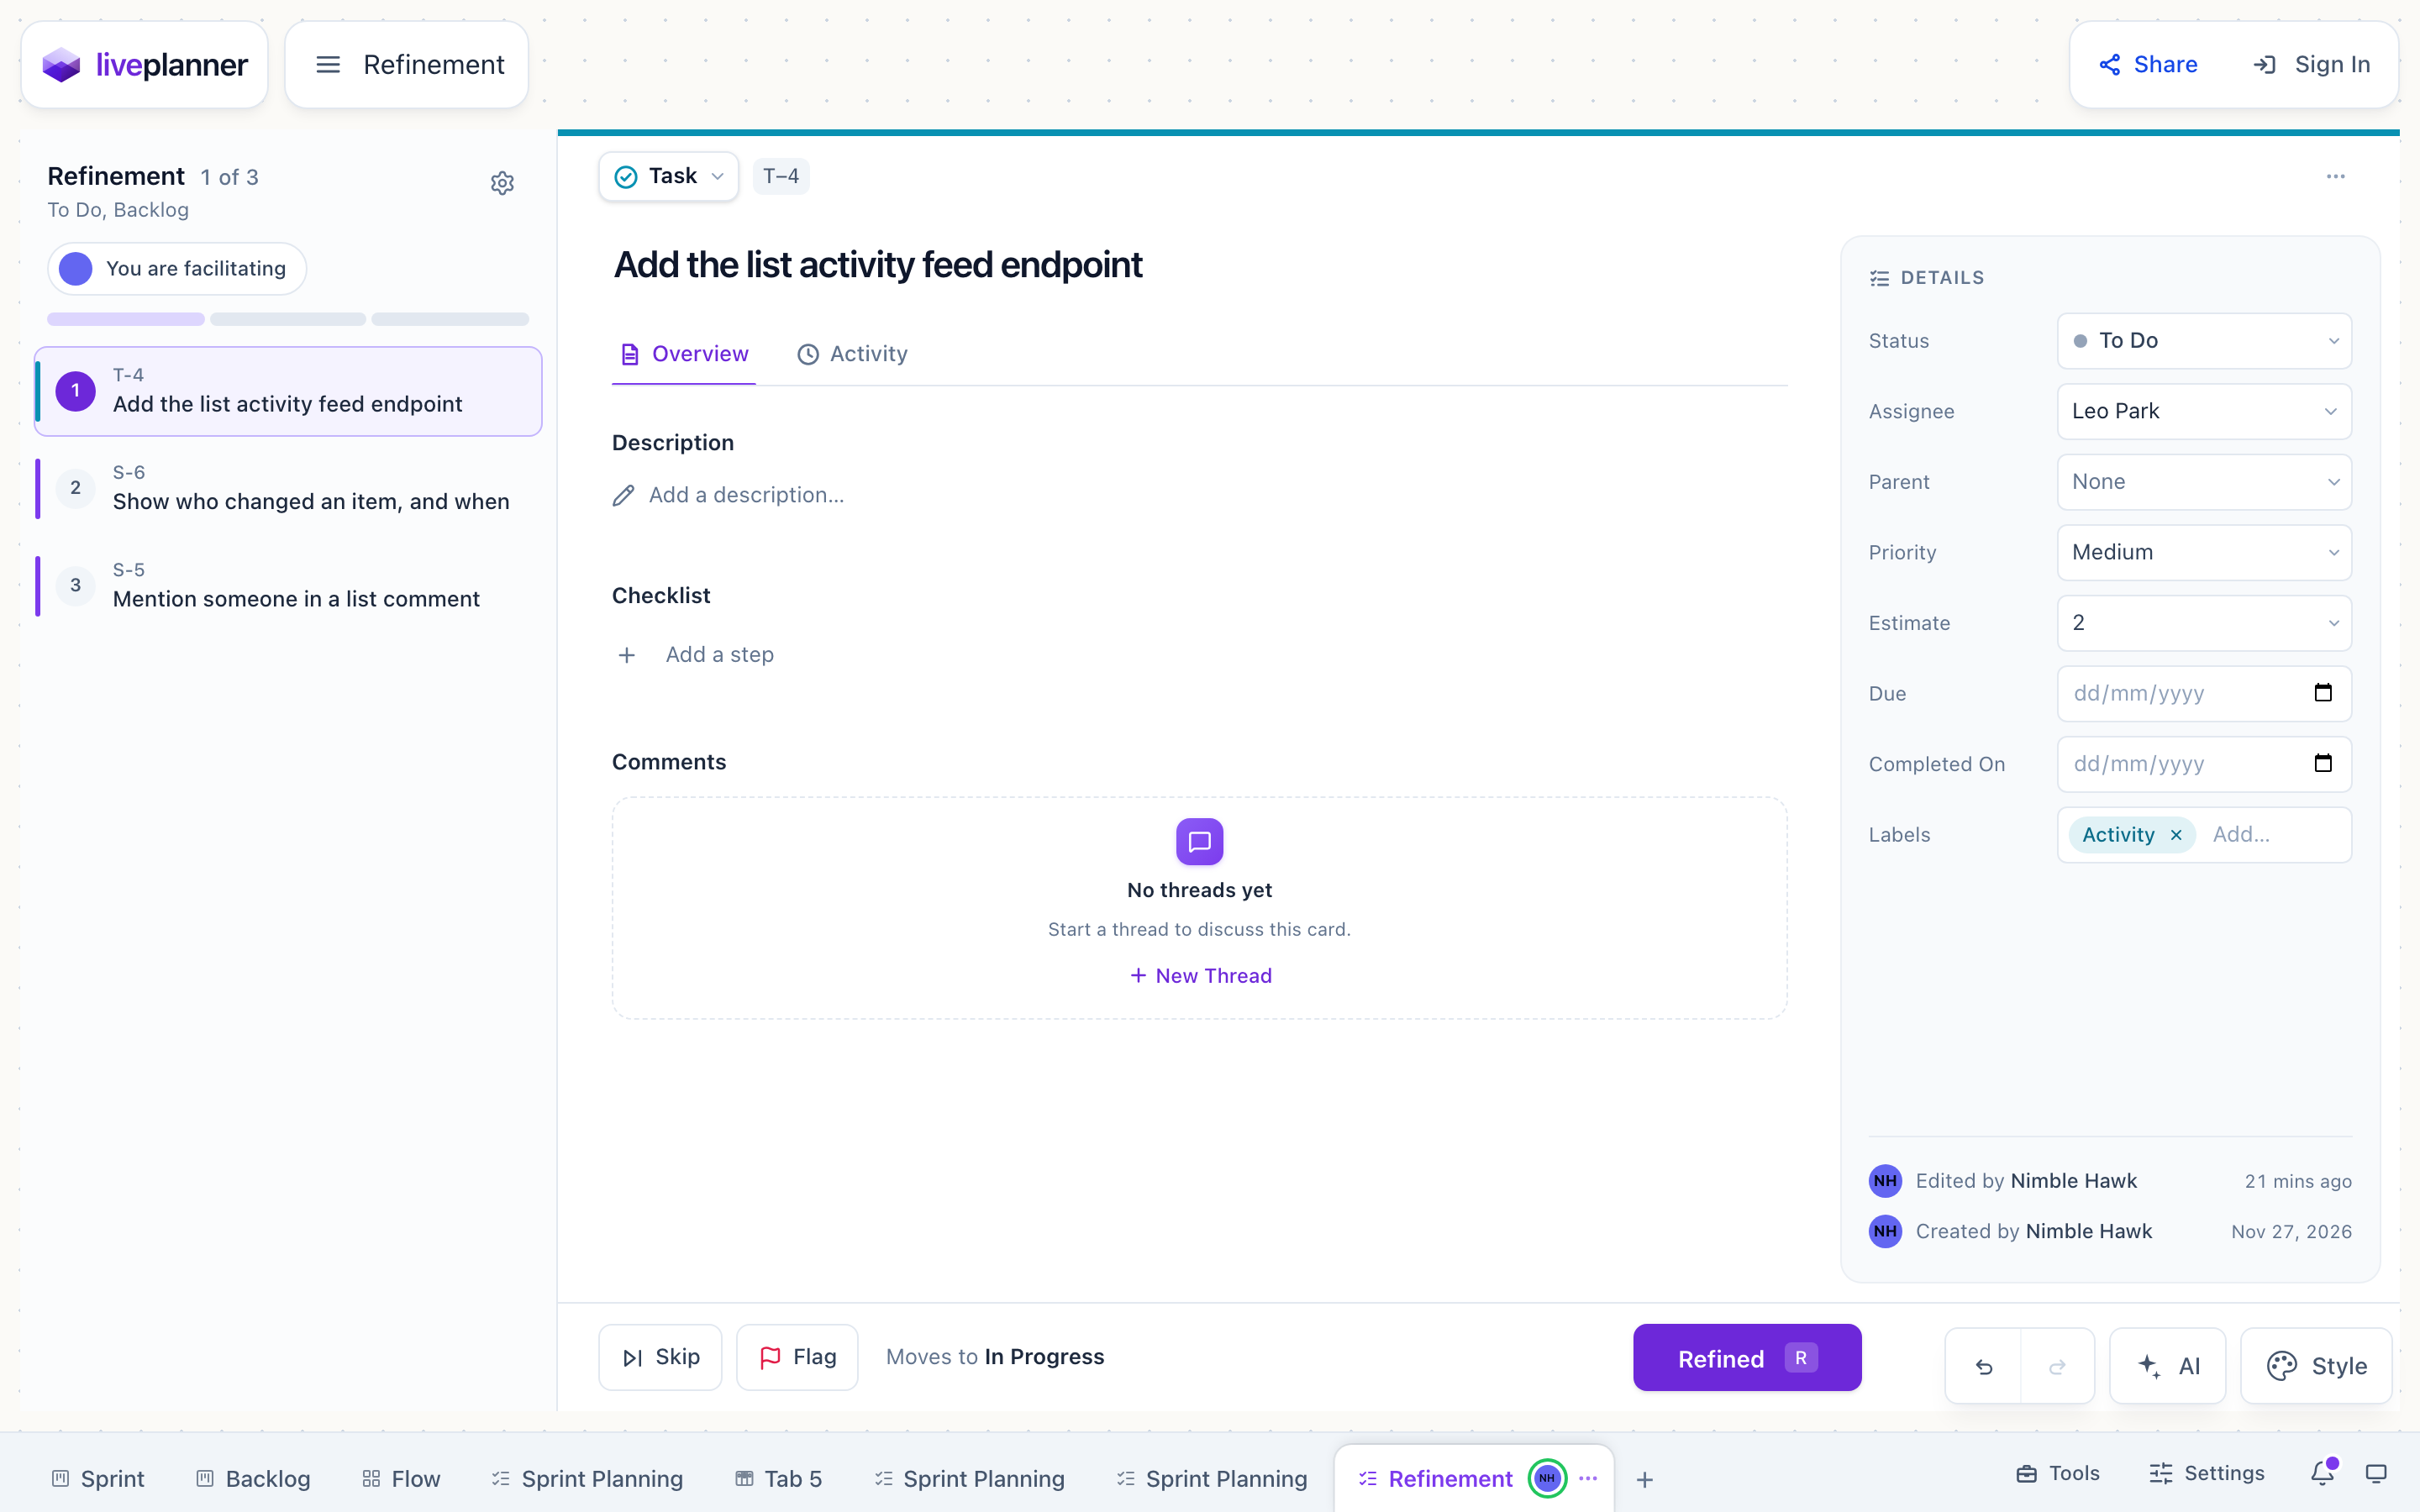 liveplanner
Refinement
Share
Sign In
Refinement 1 of 3
To Do, Backlog
You are facilitating
1
T-4
Add the list activity feed endpoint
2
S-6
Show who changed an item, and when
3
S-5
Mention someone in a list comment
Task
T–4
Add the list activity feed endpoint
Overview
Activity
Description
Add a description...
Checklist
Add a step
Comments
No threads yet
Start a thread to discuss this card.
New Thread
DETAILS
Status To Do
Assignee Leo Park
Parent None
Priority Medium
Estimate 2
Due dd/mm/yyyy
Completed On dd/mm/yyyy
Labels Activity Add...
NH Edited by Nimble Hawk 21 mins ago
NH Created by Nimble Hawk Nov 27, 2026
Skip
Flag
Moves to In Progress
Refined R
AI
Style
Sprint
Backlog
Flow
Sprint Planning
Tab 5
Sprint Planning
Sprint Planning
Refinement NH
Tools
Settings